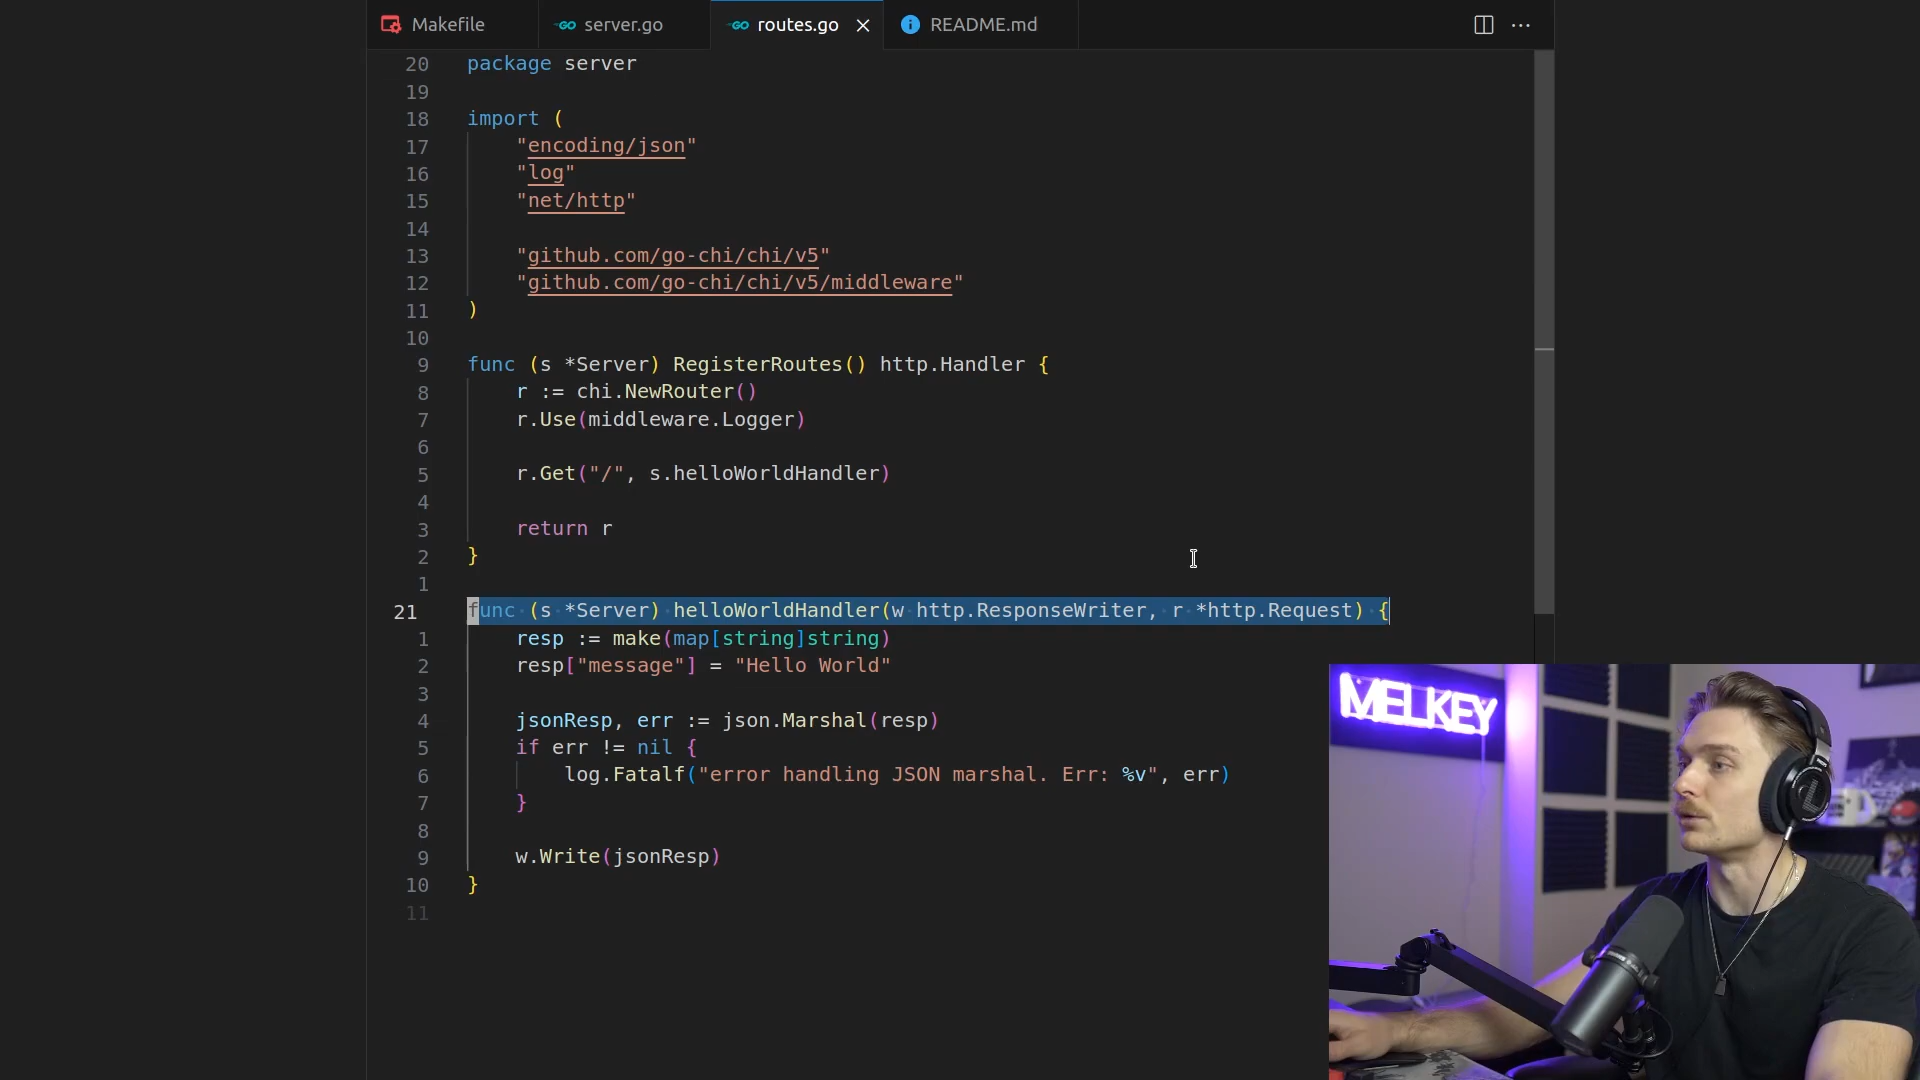 Makefile
server.go
routes.go
README.md
20 package server
19
18 import (
17 "encoding/json"
16 "log"
15 "net/http"
14
13 "github.com/go-chi/chi/v5"
12 "github.com/go-chi/chi/v5/middleware"
11 )
10
9 func (s *Server) RegisterRoutes() http.Handler {
8 r := chi.NewRouter()
7 r.Use(middleware.Logger)
6
5 r.Get("/", s.helloWorldHandler)
4
3 return r
2 }
1
21 func (s *Server) helloWorldHandler(w http.ResponseWriter, r *http.Request) {
1 resp := make(map[string]string)
2 resp["message"] = "Hello World"
3
4 jsonResp, err := json.Marshal(resp)
5 if err != nil {
6 log.Fatalf("error handling JSON marshal. Err: %v", err)
7 }
8
9 w.Write(jsonResp)
10 }
11
MELKEY